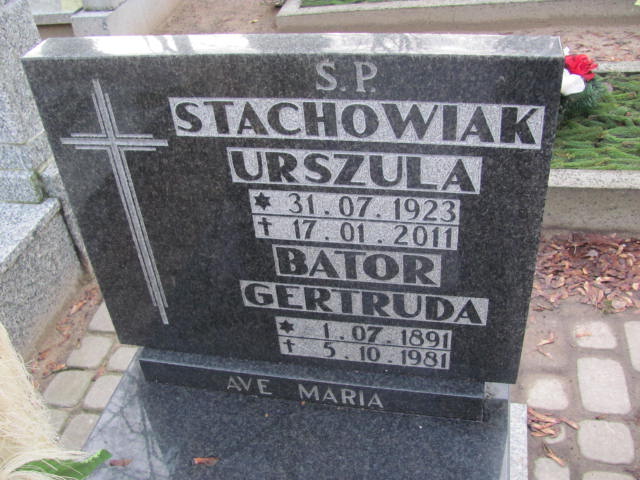 S.P.
STACHOWIAK
URSZULA
* 31.07.1923
† 17.01.2011
BATOR
GERTRUDA
* 1.07.1891
† 5.10.1981
AVE MARIA